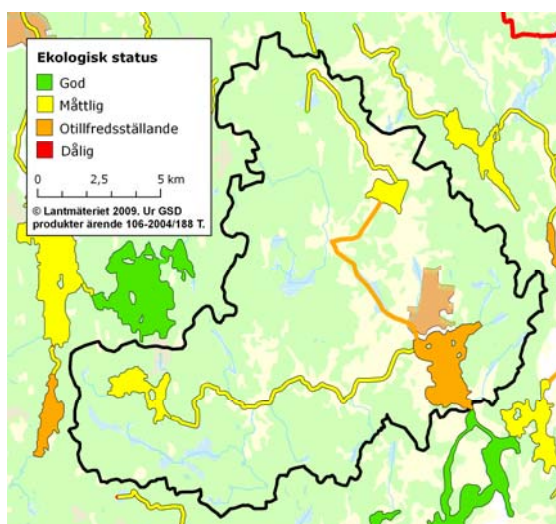 Ekologisk status
God
Måttlig
Otillfredsställande
Dålig
0 2,5 5 km
© Lantmäteriet 2009. Ur GSD
produkter ärende 106-2004/188 T.